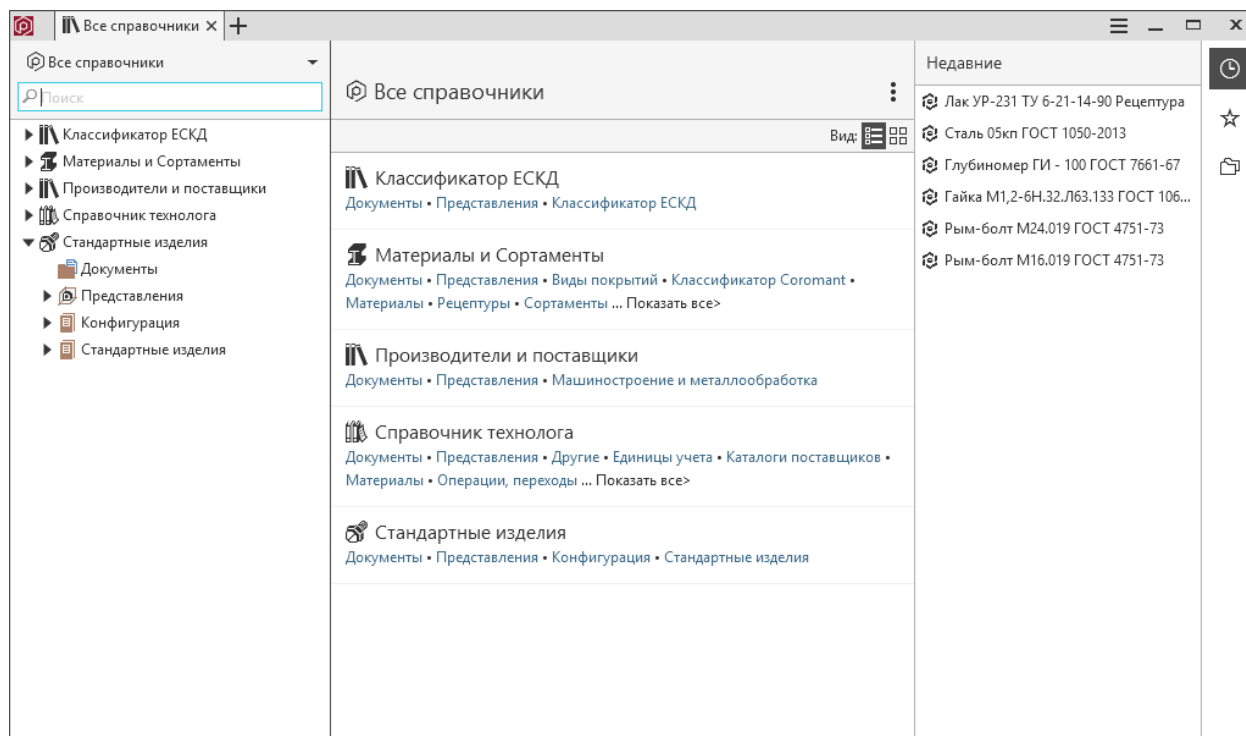 Все справочники
Все справочники
Поиск
Классификатор ЕСКД
Материалы и Сортаменты
Производители и поставщики
Справочник технолога
Стандартные изделия
Документы
Представления
Конфигурация
Стандартные изделия
Все справочники
Вид:
Классификатор ЕСКД
Документы • Представления • Классификатор ЕСКД
Материалы и Сортаменты
Документы • Представления • Виды покрытий • Классификатор Coromant •
Материалы • Рецептуры • Сортаменты ... Показать все>
Производители и поставщики
Документы • Представления • Машиностроение и металлообработка
Справочник технолога
Документы • Представления • Другие • Единицы учета • Каталоги поставщиков •
Материалы • Операции, переходы ... Показать все>
Стандартные изделия
Документы • Представления • Конфигурация • Стандартные изделия
Недавние
Лак УР-231 ТУ 6-21-14-90 Рецептура
Сталь 05кп ГОСТ 1050-2013
Глубиномер ГИ - 100 ГОСТ 7661-67
Гайка М1,2-6Н.32.Л63.133 ГОСТ 106...
Рым-болт М24.019 ГОСТ 4751-73
Рым-болт М16.019 ГОСТ 4751-73